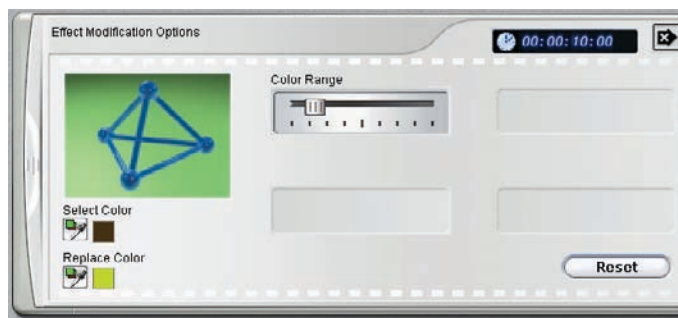 Effect Modification Options
00:00:10:00
Color Range
Select Color
Replace Color
Reset